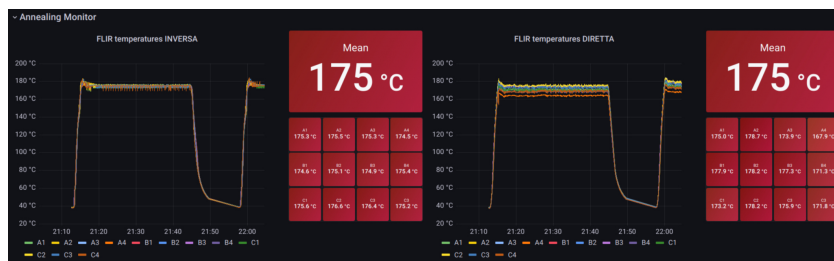 Annealing Monitor
FLIR temperatures INVERSA
200 °C
180 °C
160 °C
140 °C
120 °C
100 °C
80 °C
60 °C
40 °C
20 °C
21:10 21:20 21:30 21:40 21:50 22:00
A1 A2 A3 A4 B1 B2 B3 B4 C1
C2 C3 C4
Mean
175 °C
A1 A2 A3 A4
175.3 °C 175.5 °C 175.3 °C 174.5 °C
B1 B2 B3 B4
174.6 °C 175.1 °C 174.9 °C 175.4 °C
C1 C2 C3 C4
175.6 °C 176.6 °C 176.4 °C 175.2 °C
FLIR temperatures DIRETTA
200 °C
180 °C
160 °C
140 °C
120 °C
100 °C
80 °C
60 °C
40 °C
20 °C
21:10 21:20 21:30 21:40 21:50 22:00
A1 A2 A3 A4 B1 B2 B3 B4 C1
C2 C3 C4
Mean
175 °C
A1 A2 A3 A4
175.0 °C 178.7 °C 173.9 °C 167.9 °C
B1 B2 B3 B4
177.9 °C 178.2 °C 177.3 °C 171.3 °C
C1 C2 C3 C4
173.2 °C 178.2 °C 175.9 °C 171.8 °C